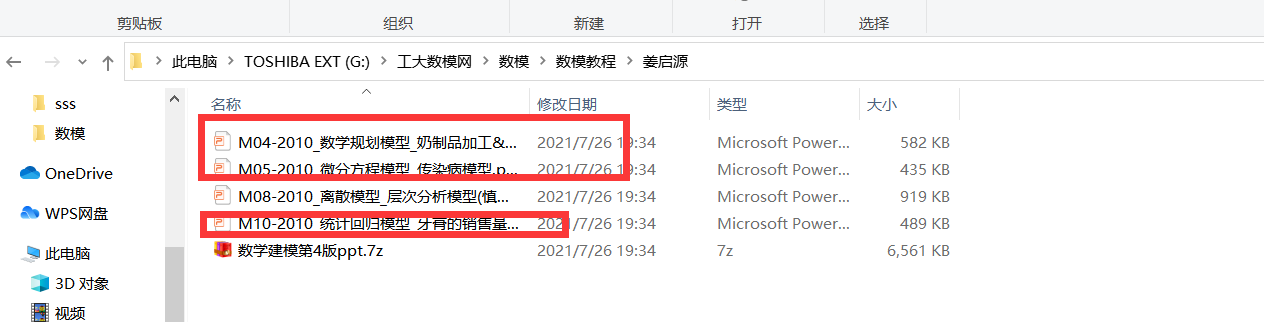 剪贴板 组织 新建 打开 选择
此电脑 TOSHIBA EXT (G:) 工大数模网 数模 数模教程 姜启源
sss
数模
OneDrive
WPS网盘
此电脑
3D 对象
视频
名称 修改日期 类型 大小
M04-2010_数学规划模型_奶制品加工&... 2021/7/26 19:34 Microsoft Power... 582 KB
M05-2010_微分方程模型_传染病模型.p... 2021/7/26 19:34 Microsoft Power... 435 KB
M08-2010_离散模型_层次分析模型(慎... 2021/7/26 19:34 Microsoft Power... 919 KB
M10-2010_统计回归模型_牙膏的销售量... 2021/7/26 19:34 Microsoft Power... 489 KB
数学建模第4版ppt.7z 2021/7/26 19:34 7z 6,561 KB